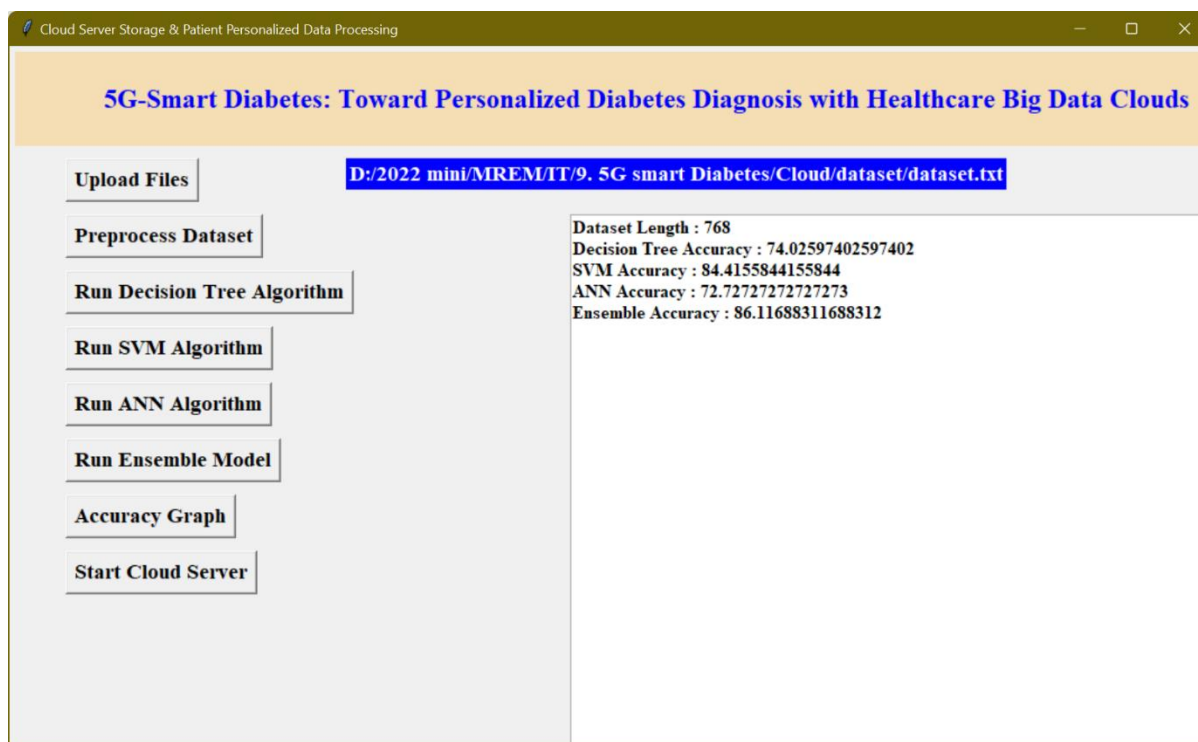 Cloud Server Storage & Patient Personalized Data Processing
5G-Smart Diabetes: Toward Personalized Diabetes Diagnosis with Healthcare Big Data Clouds
Upload Files
D:/2022 mini/MREM/IT/9. 5G smart Diabetes/Cloud/dataset/dataset.txt
Preprocess Dataset
Run Decision Tree Algorithm
Run SVM Algorithm
Run ANN Algorithm
Run Ensemble Model
Accuracy Graph
Start Cloud Server
Dataset Length : 768
Decision Tree Accuracy : 74.02597402597402
SVM Accuracy : 84.4155844155844
ANN Accuracy : 72.72727272727273
Ensemble Accuracy : 86.11688311688312